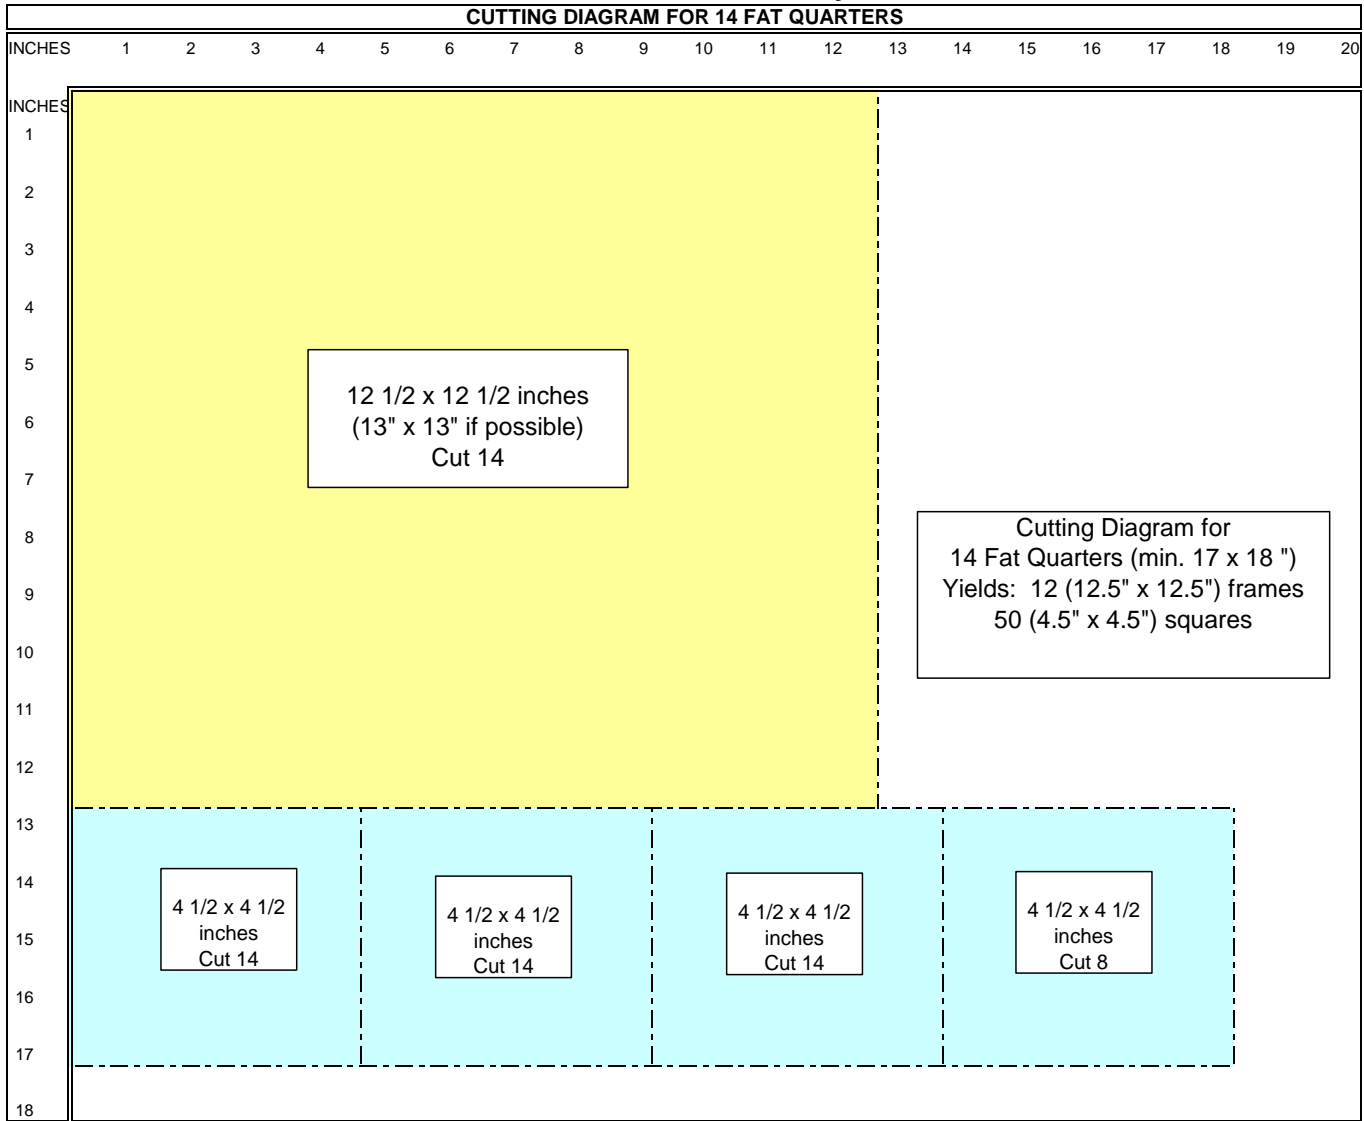 CUTTING DIAGRAM FOR 14 FAT QUARTERS
INCHES 1 2 3 4 5 6 7 8 9 10 11 12 13 14 15 16 17 18 19 20
INCHES
1
2
3
4
5
6
7
8
9
10
11
12
13
14
15
16
17
18
12 1/2 x 12 1/2 inches
(13" x 13" if possible)
Cut 14
Cutting Diagram for
14 Fat Quarters (min. 17 x 18 ")
Yields: 12 (12.5" x 12.5") frames
50 (4.5" x 4.5") squares
4 1/2 x 4 1/2
inches
Cut 14
4 1/2 x 4 1/2
inches
Cut 14
4 1/2 x 4 1/2
inches
Cut 14
4 1/2 x 4 1/2
inches
Cut 8